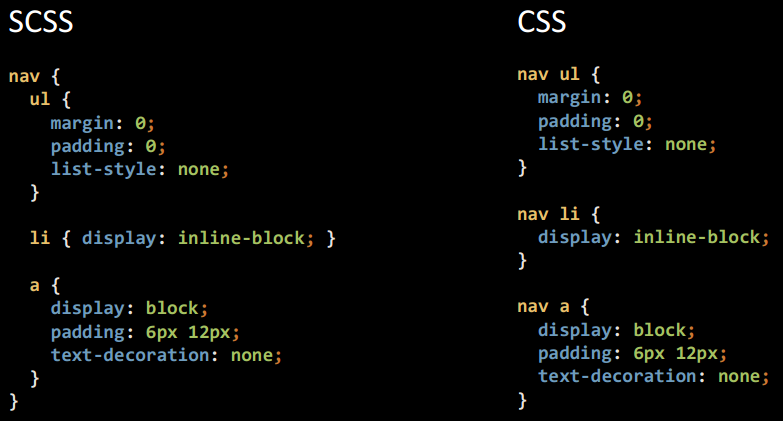 SCSS
nav {
  ul {
    margin: 0;
    padding: 0;
    list-style: none;
  }
  li { display: inline-block; }
  a {
    display: block;
    padding: 6px 12px;
    text-decoration: none;
  }
}
CSS
nav ul {
  margin: 0;
  padding: 0;
  list-style: none;
}
nav li {
  display: inline-block;
}
nav a {
  display: block;
  padding: 6px 12px;
  text-decoration: none;
}